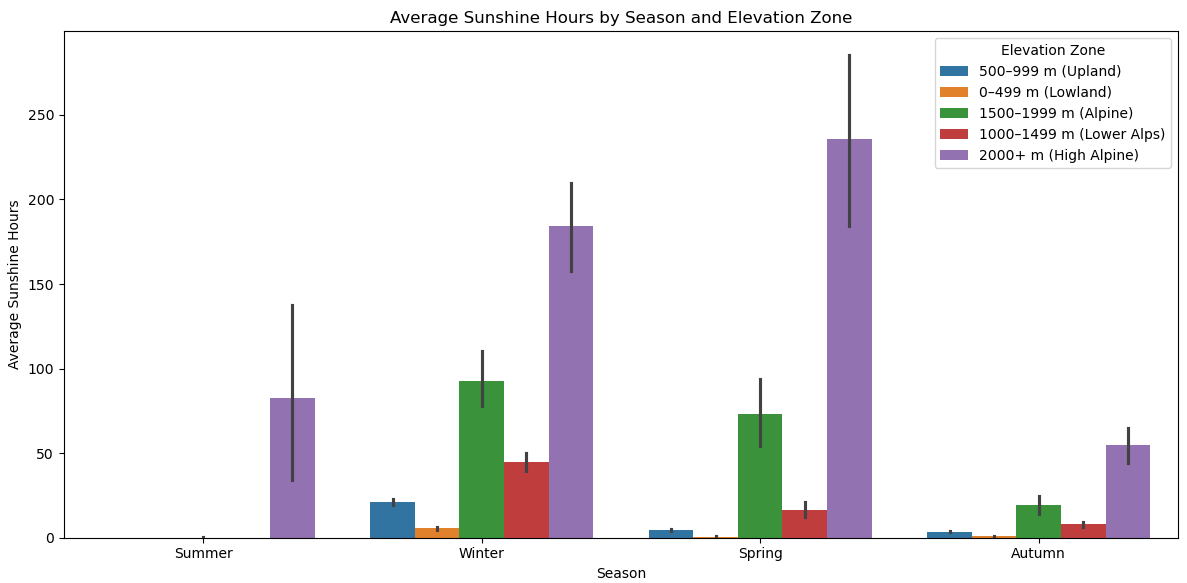 Average Sunshine Hours by Season and Elevation Zone
Elevation Zone
500–999 m (Upland)
0–499 m (Lowland)
1500–1999 m (Alpine)
1000–1499 m (Lower Alps)
2000+ m (High Alpine)
Average Sunshine Hours
250
200
150
100
50
0
Summer
Winter
Spring
Autumn
Season